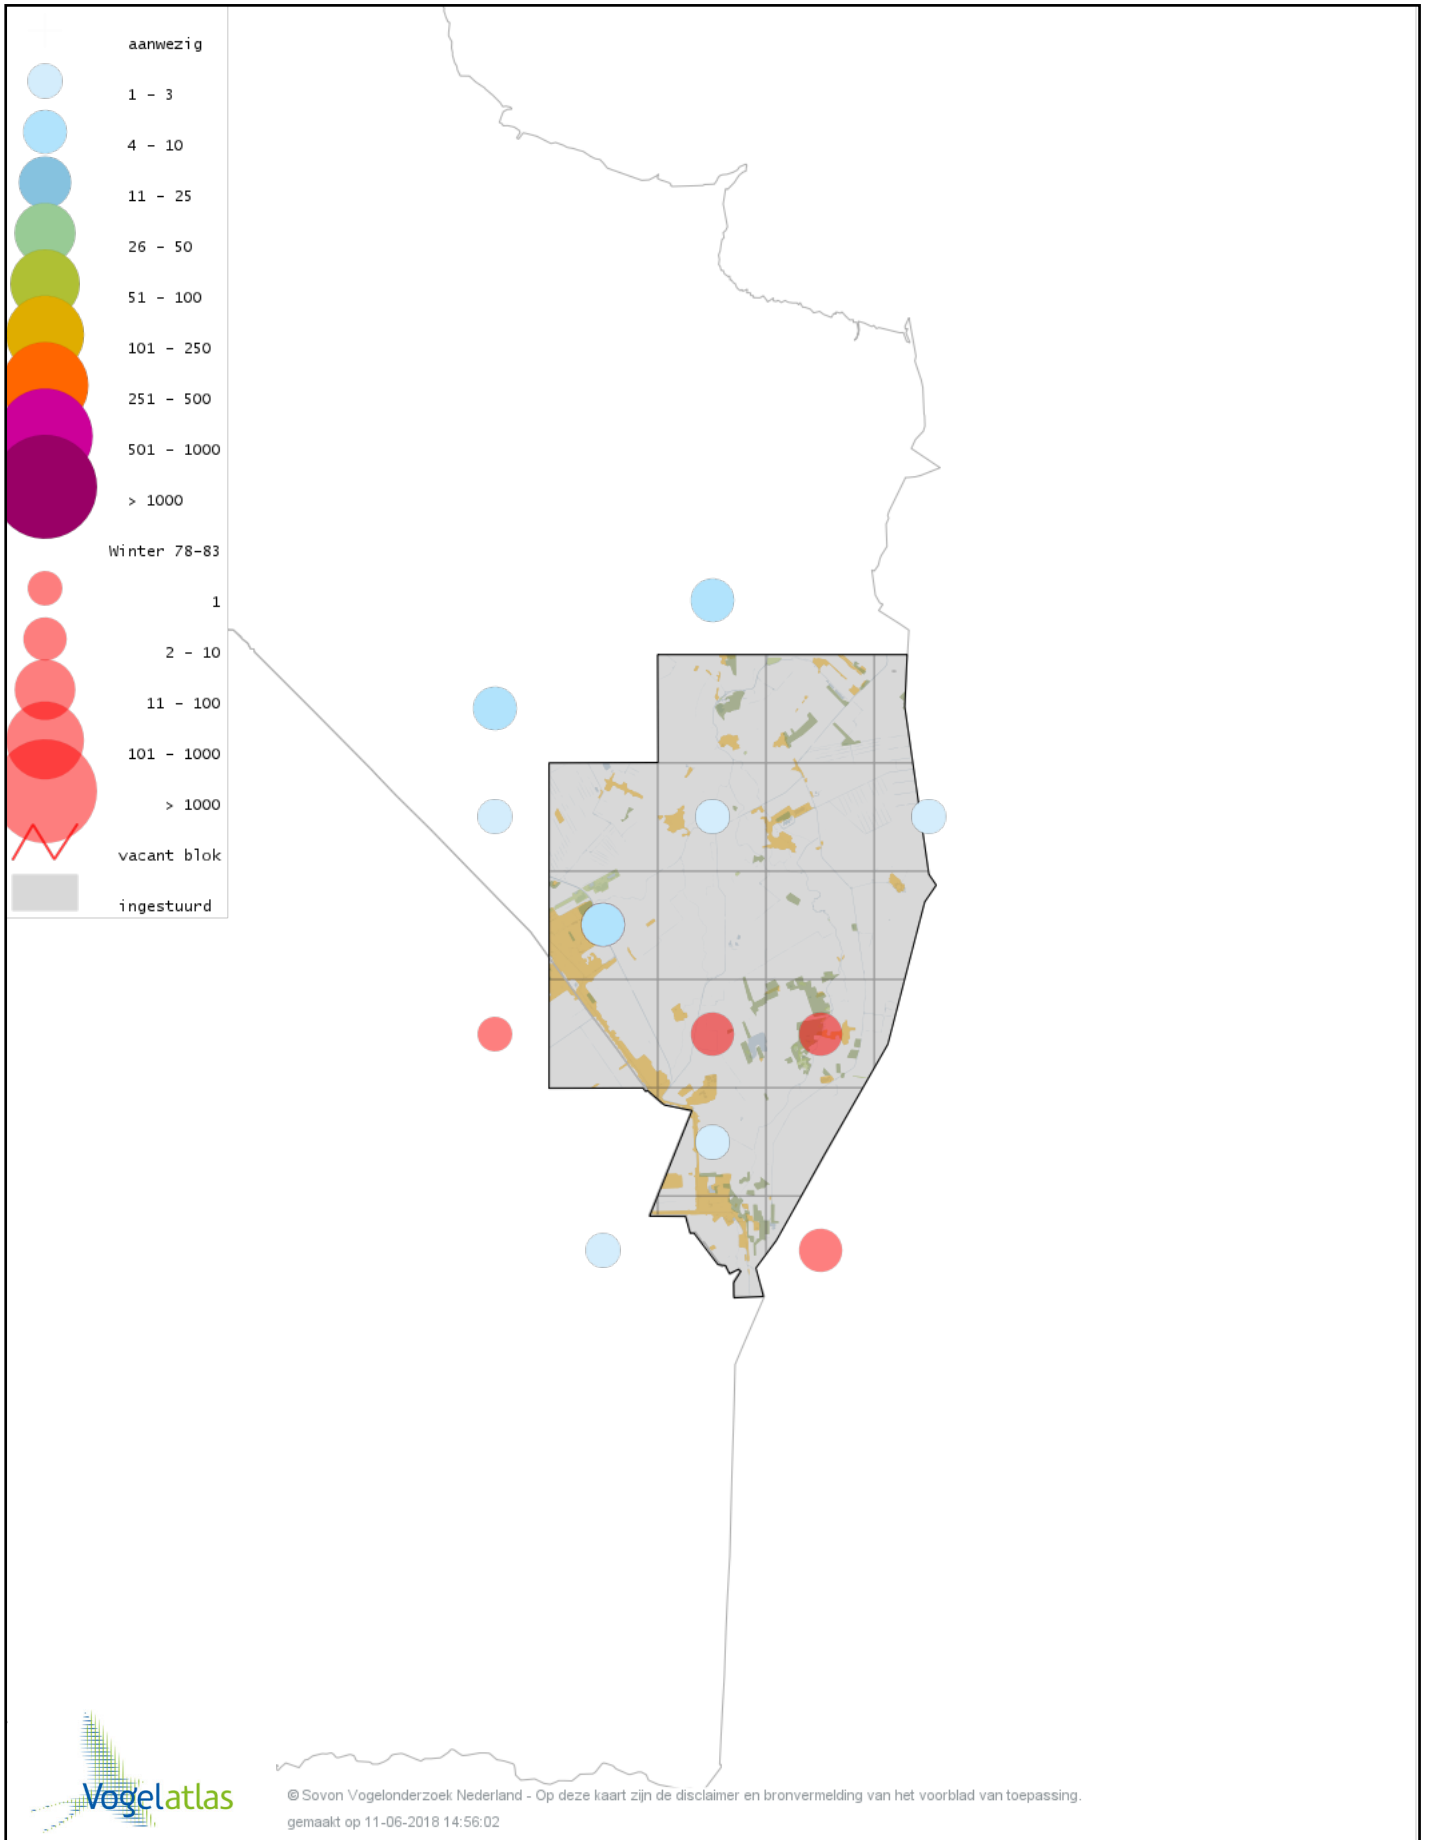 aanwezig
1 - 3
4 - 10
11 - 25
26 - 50
51 - 100
101 - 250
251 - 500
501 - 1000
> 1000
Winter 78-83
1
2 - 10
11 - 100
101 - 1000
> 1000
vacant blok
ingestuurd
Vogelatlas
© Sovon Vogelonderzoek Nederland - Op deze kaart zijn de disclaimer en bronvermelding van het voorblad van toepassing.
gemaakt op 11-06-2018 14:56:02